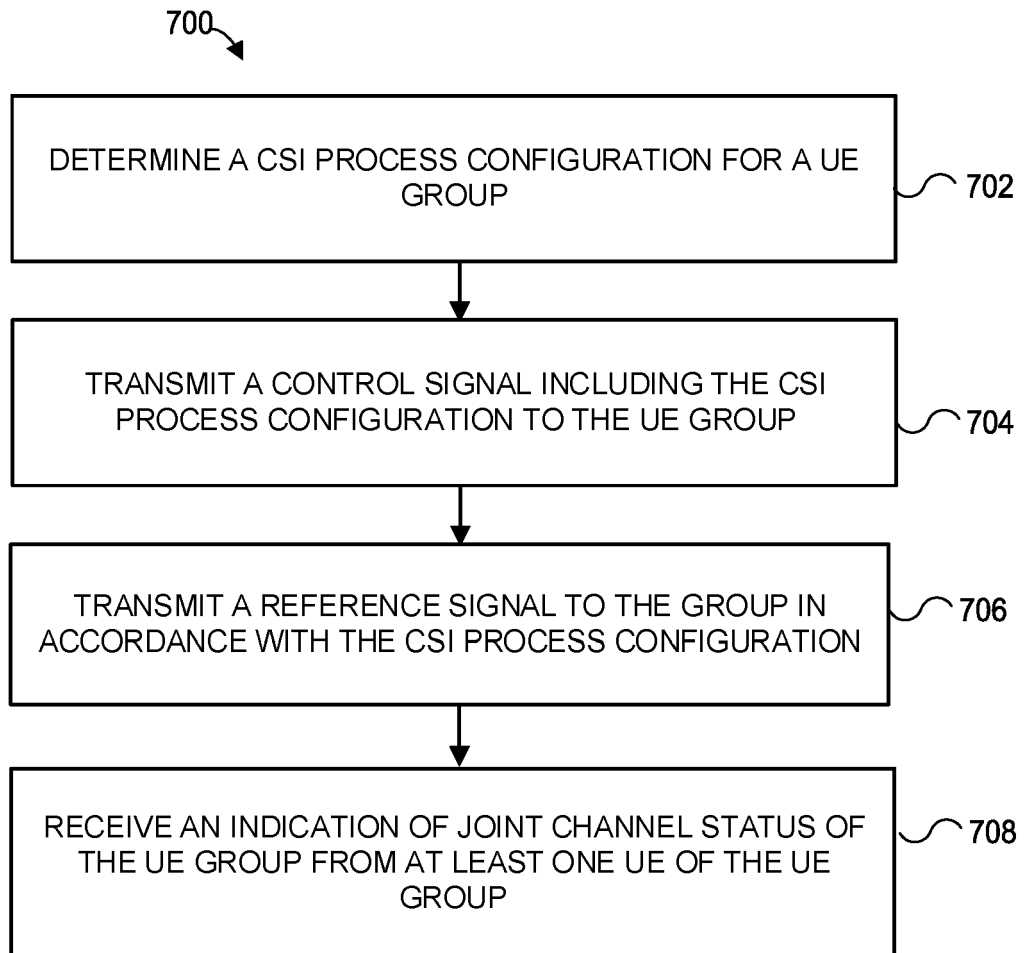 700
DETERMINE A CSI PROCESS CONFIGURATION FOR A UE
GROUP
702
TRANSMIT A CONTROL SIGNAL INCLUDING THE CSI
PROCESS CONFIGURATION TO THE UE GROUP
704
TRANSMIT A REFERENCE SIGNAL TO THE GROUP IN
ACCORDANCE WITH THE CSI PROCESS CONFIGURATION
706
RECEIVE AN INDICATION OF JOINT CHANNEL STATUS OF
THE UE GROUP FROM AT LEAST ONE UE OF THE UE
GROUP
708